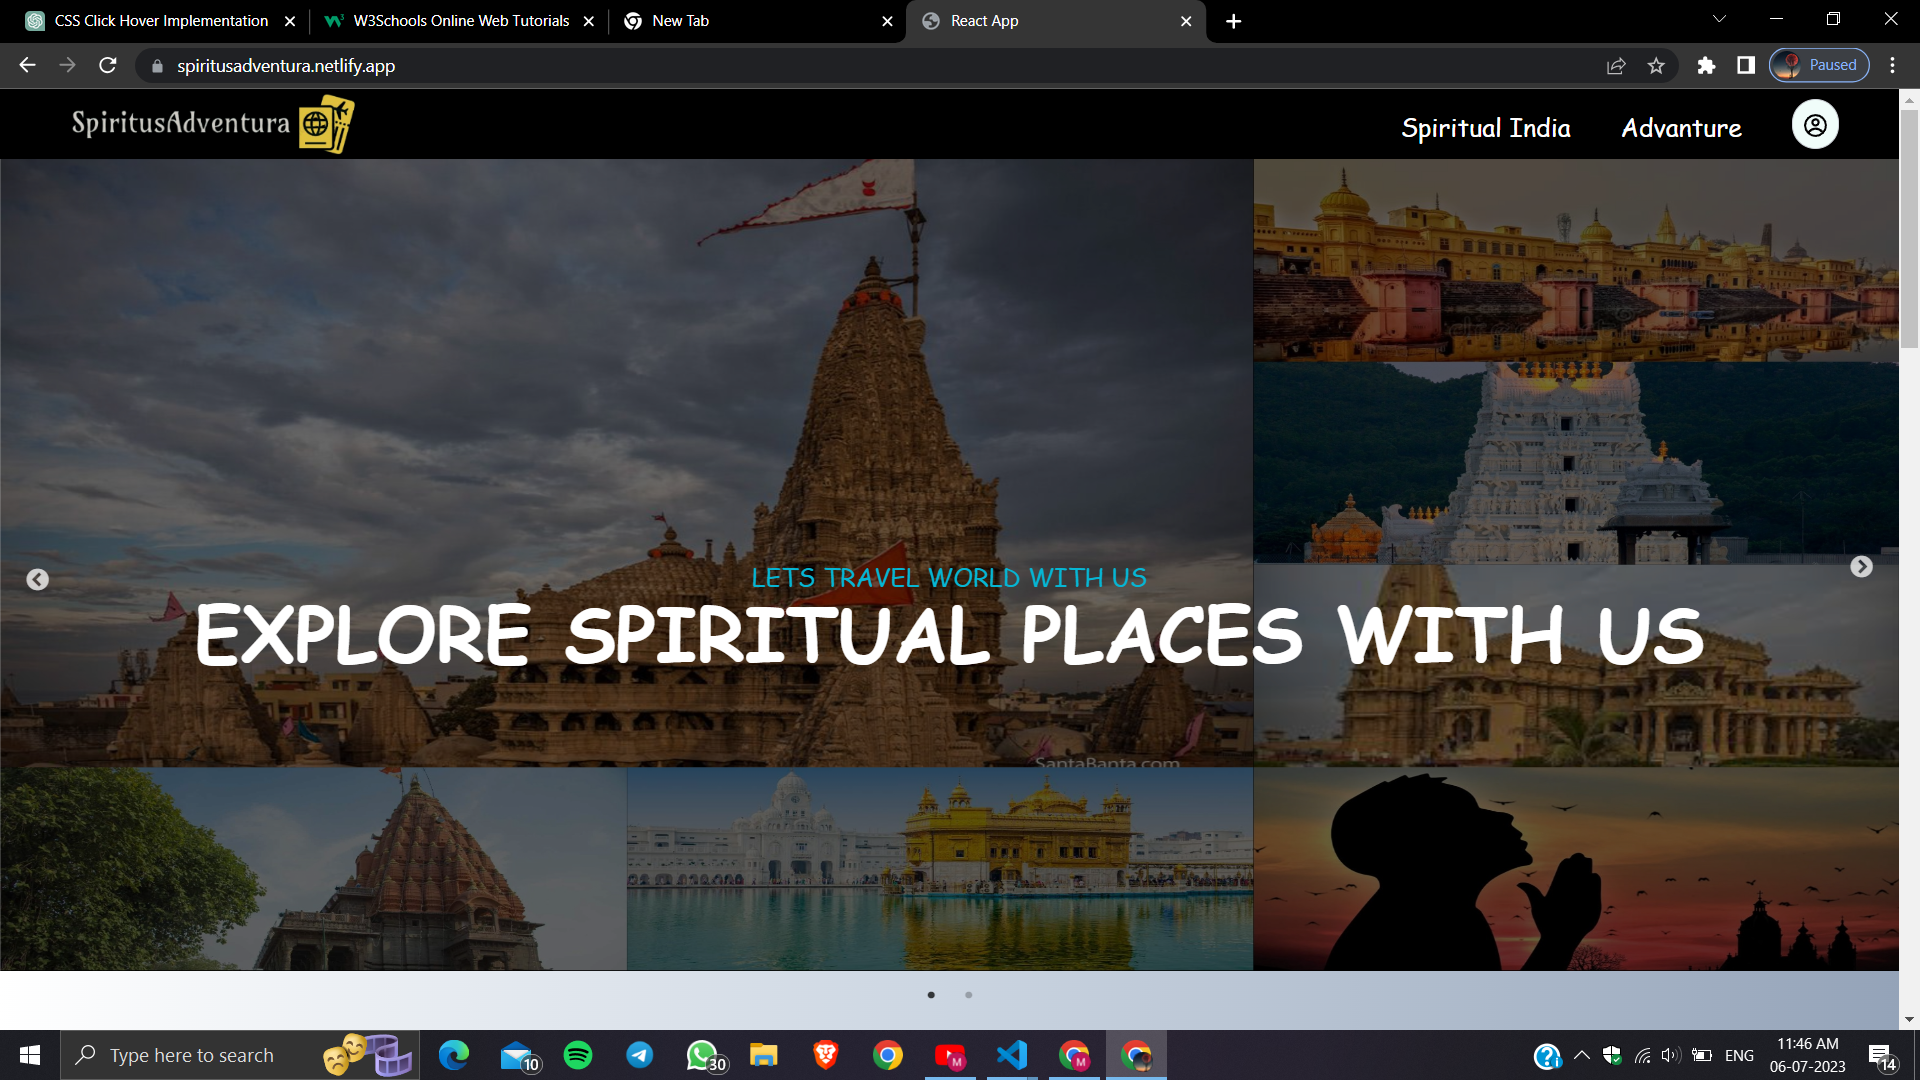 CSS Click Hover Implementation
W3Schools Online Web Tutorials
New Tab
React App
spiritusadventura.netlify.app
Paused
SpiritusAdventura
Spiritual India
Advanture
LETS TRAVEL WORLD WITH US
EXPLORE SPIRITUAL PLACES WITH US
SantaBanta.com
Type here to search
10
30
M
M
ENG
11:46 AM
06-07-2023
14